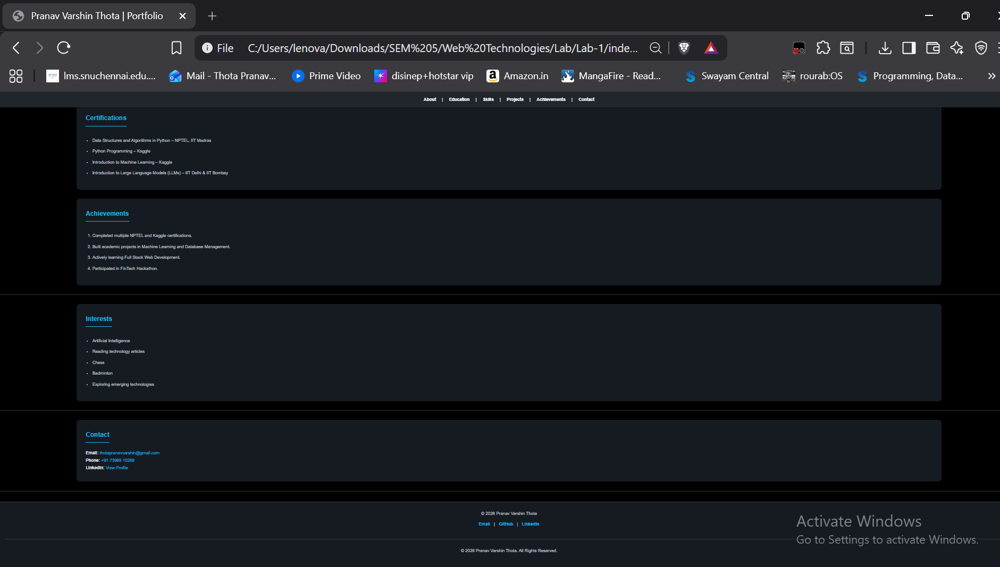 Pranav Varshin Thota | Portfolio
File C:/Users/lenova/Downloads/SEM%205/Web%20Technologies/Lab/Lab-1/inde...
lms.snuchennai.edu.... Mail - Thota Pranav... Prime Video disinep+hotstar vip Amazon.in MangaFire - Read... Swayam Central rourab:OS Programming, Data...
About | Education | Skills | Projects | Achievements | Contact
Certifications
• Data Structures and Algorithms in Python – NPTEL, IIT Madras
• Python Programming – Kaggle
• Introduction to Machine Learning – Kaggle
• Introduction to Large Language Models (LLMs) – IIT Delhi & IIT Bombay
Achievements
1. Completed multiple NPTEL and Kaggle certifications.
2. Built academic projects in Machine Learning and Database Management.
3. Actively learning Full Stack Web Development.
4. Participated in FinTech Hackathon.
Interests
• Artificial Intelligence
• Reading technology articles
• Chess
• Badminton
• Exploring emerging technologies
Contact
Email: thotapranavvarshin@gmail.com
Phone: +91 73969 10288
LinkedIn: View Profile
© 2026 Pranav Varshin Thota
Email | GitHub | LinkedIn
© 2026 Pranav Varshin Thota. All Rights Reserved.
Activate Windows
Go to Settings to activate Windows.